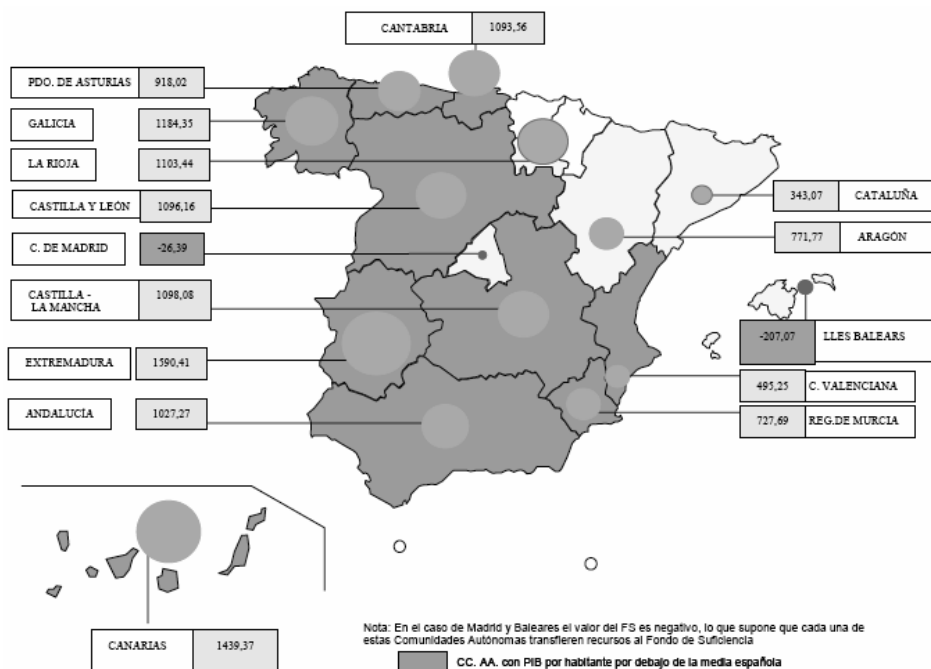 CANTABRIA 1093,56
PDO. DE ASTURIAS 918,02
GALICIA 1184,35
LA RIOJA 1103,44
CASTILLA Y LEÓN 1096,16
C. DE MADRID -26,39
CASTILLA -
LA MANCHA 1098,08
EXTREMADURA 1590,41
ANDALUCÍA 1027,27
343,07 CATALUÑA
771,77 ARAGÓN
-207,07 LLES BALEARS
495,25 C. VALENCIANA
727,69 REG.DE MURCIA
CANARIAS 1439,37
Nota: En el caso de Madrid y Baleares el valor del FS es negativo, lo que supone que cada una de
estas Comunidades Autónomas transfieren recursos al Fondo de Suficiencia
CC. AA. con PIB por habitante por debajo de la media española